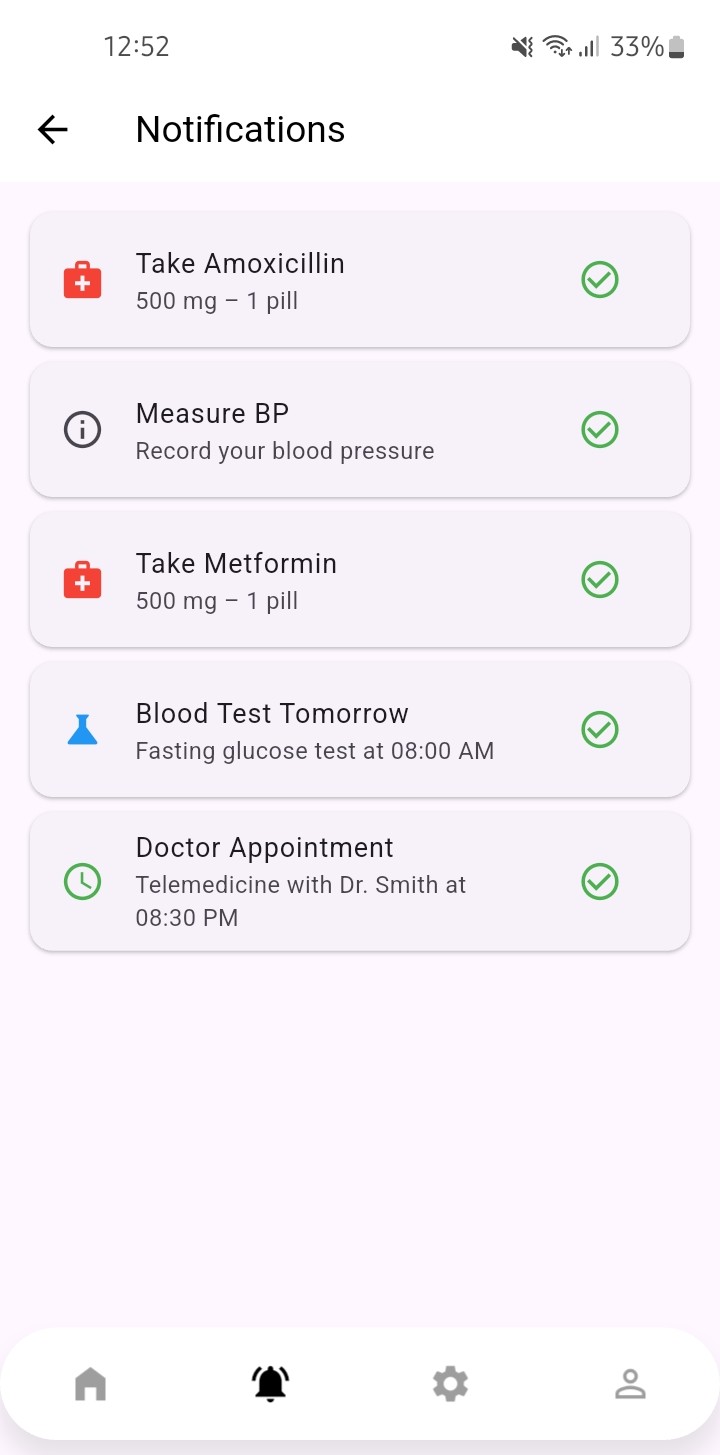 12:52
33%
Notifications
Take Amoxicillin
500 mg – 1 pill
Measure BP
Record your blood pressure
Take Metformin
500 mg – 1 pill
Blood Test Tomorrow
Fasting glucose test at 08:00 AM
Doctor Appointment
Telemedicine with Dr. Smith at
08:30 PM